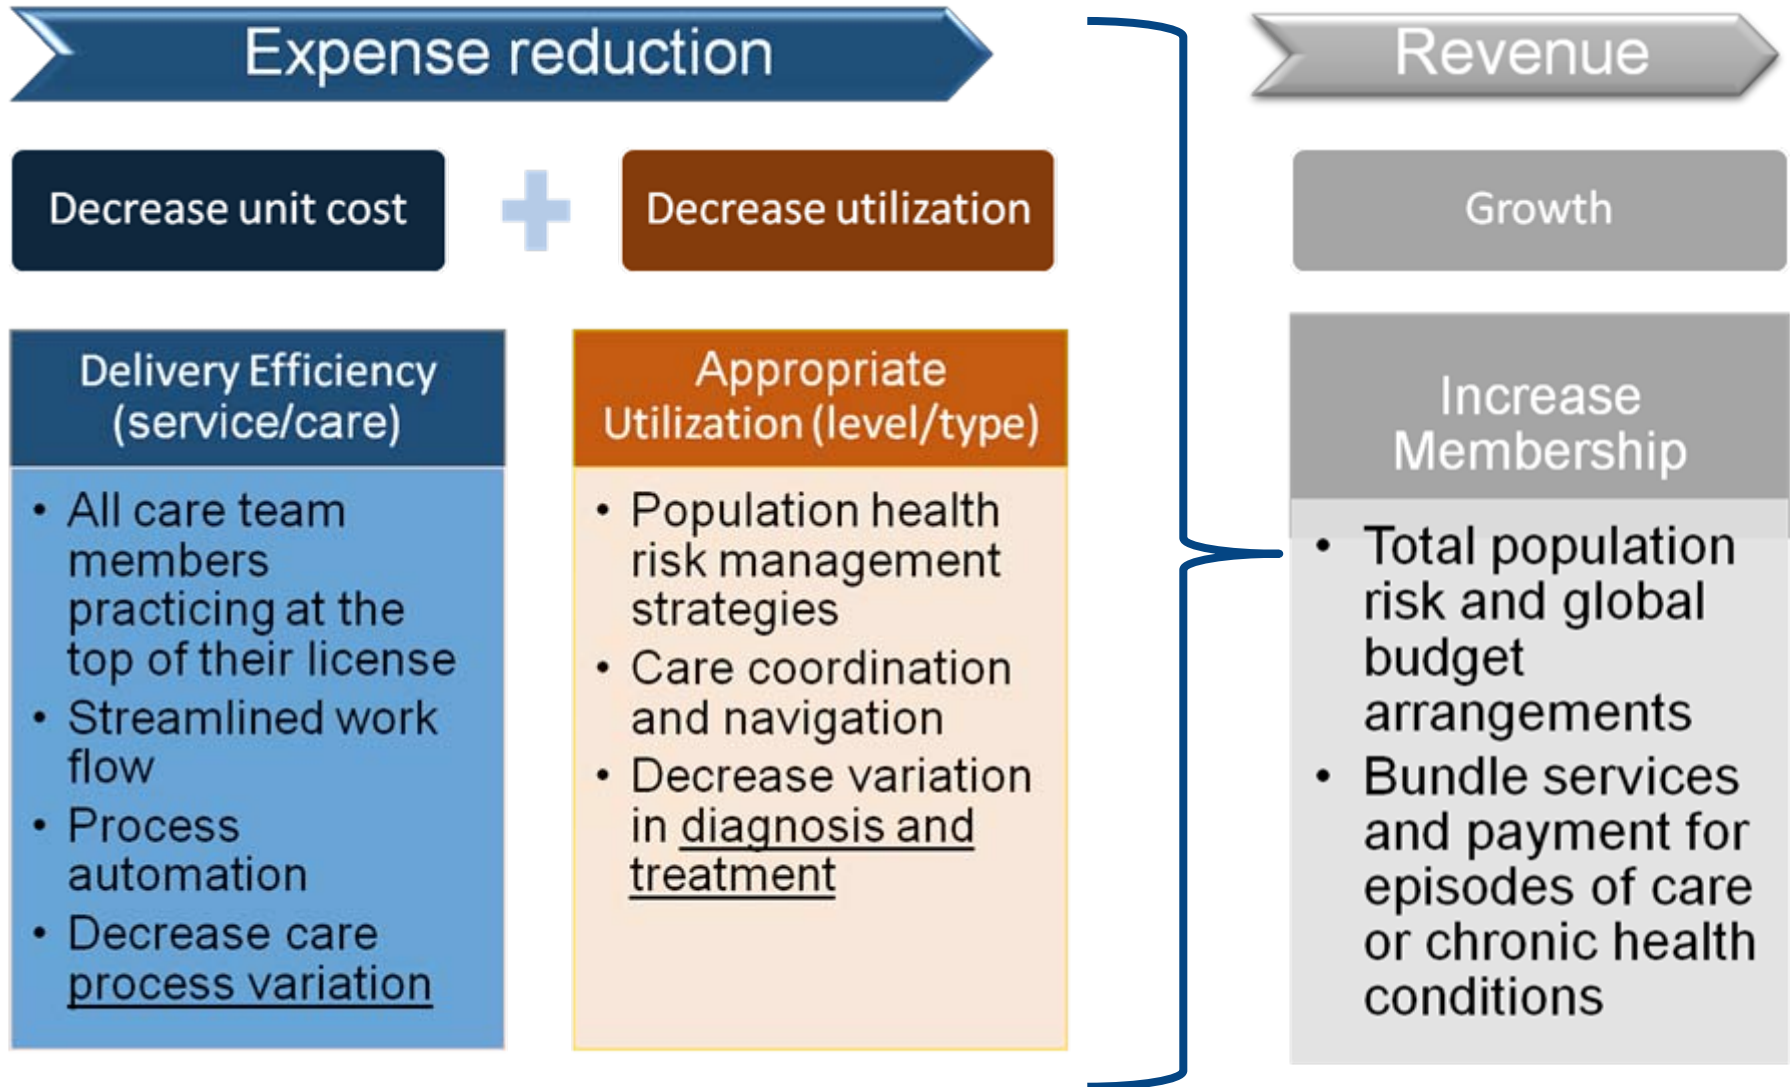 Expense reduction
Revenue
Decrease unit cost
Decrease utilization
Growth
Delivery Efficiency
(service/care)
• All care team
members
practicing at the
top of their license
• Streamlined work
flow
• Process
automation
• Decrease care
process variation
Appropriate
Utilization (level/type)
• Population health
risk management
strategies
• Care coordination
and navigation
• Decrease variation
in diagnosis and
treatment
Increase
Membership
• Total population
risk and global
budget
arrangements
• Bundle services
and payment for
episodes of care
or chronic health
conditions